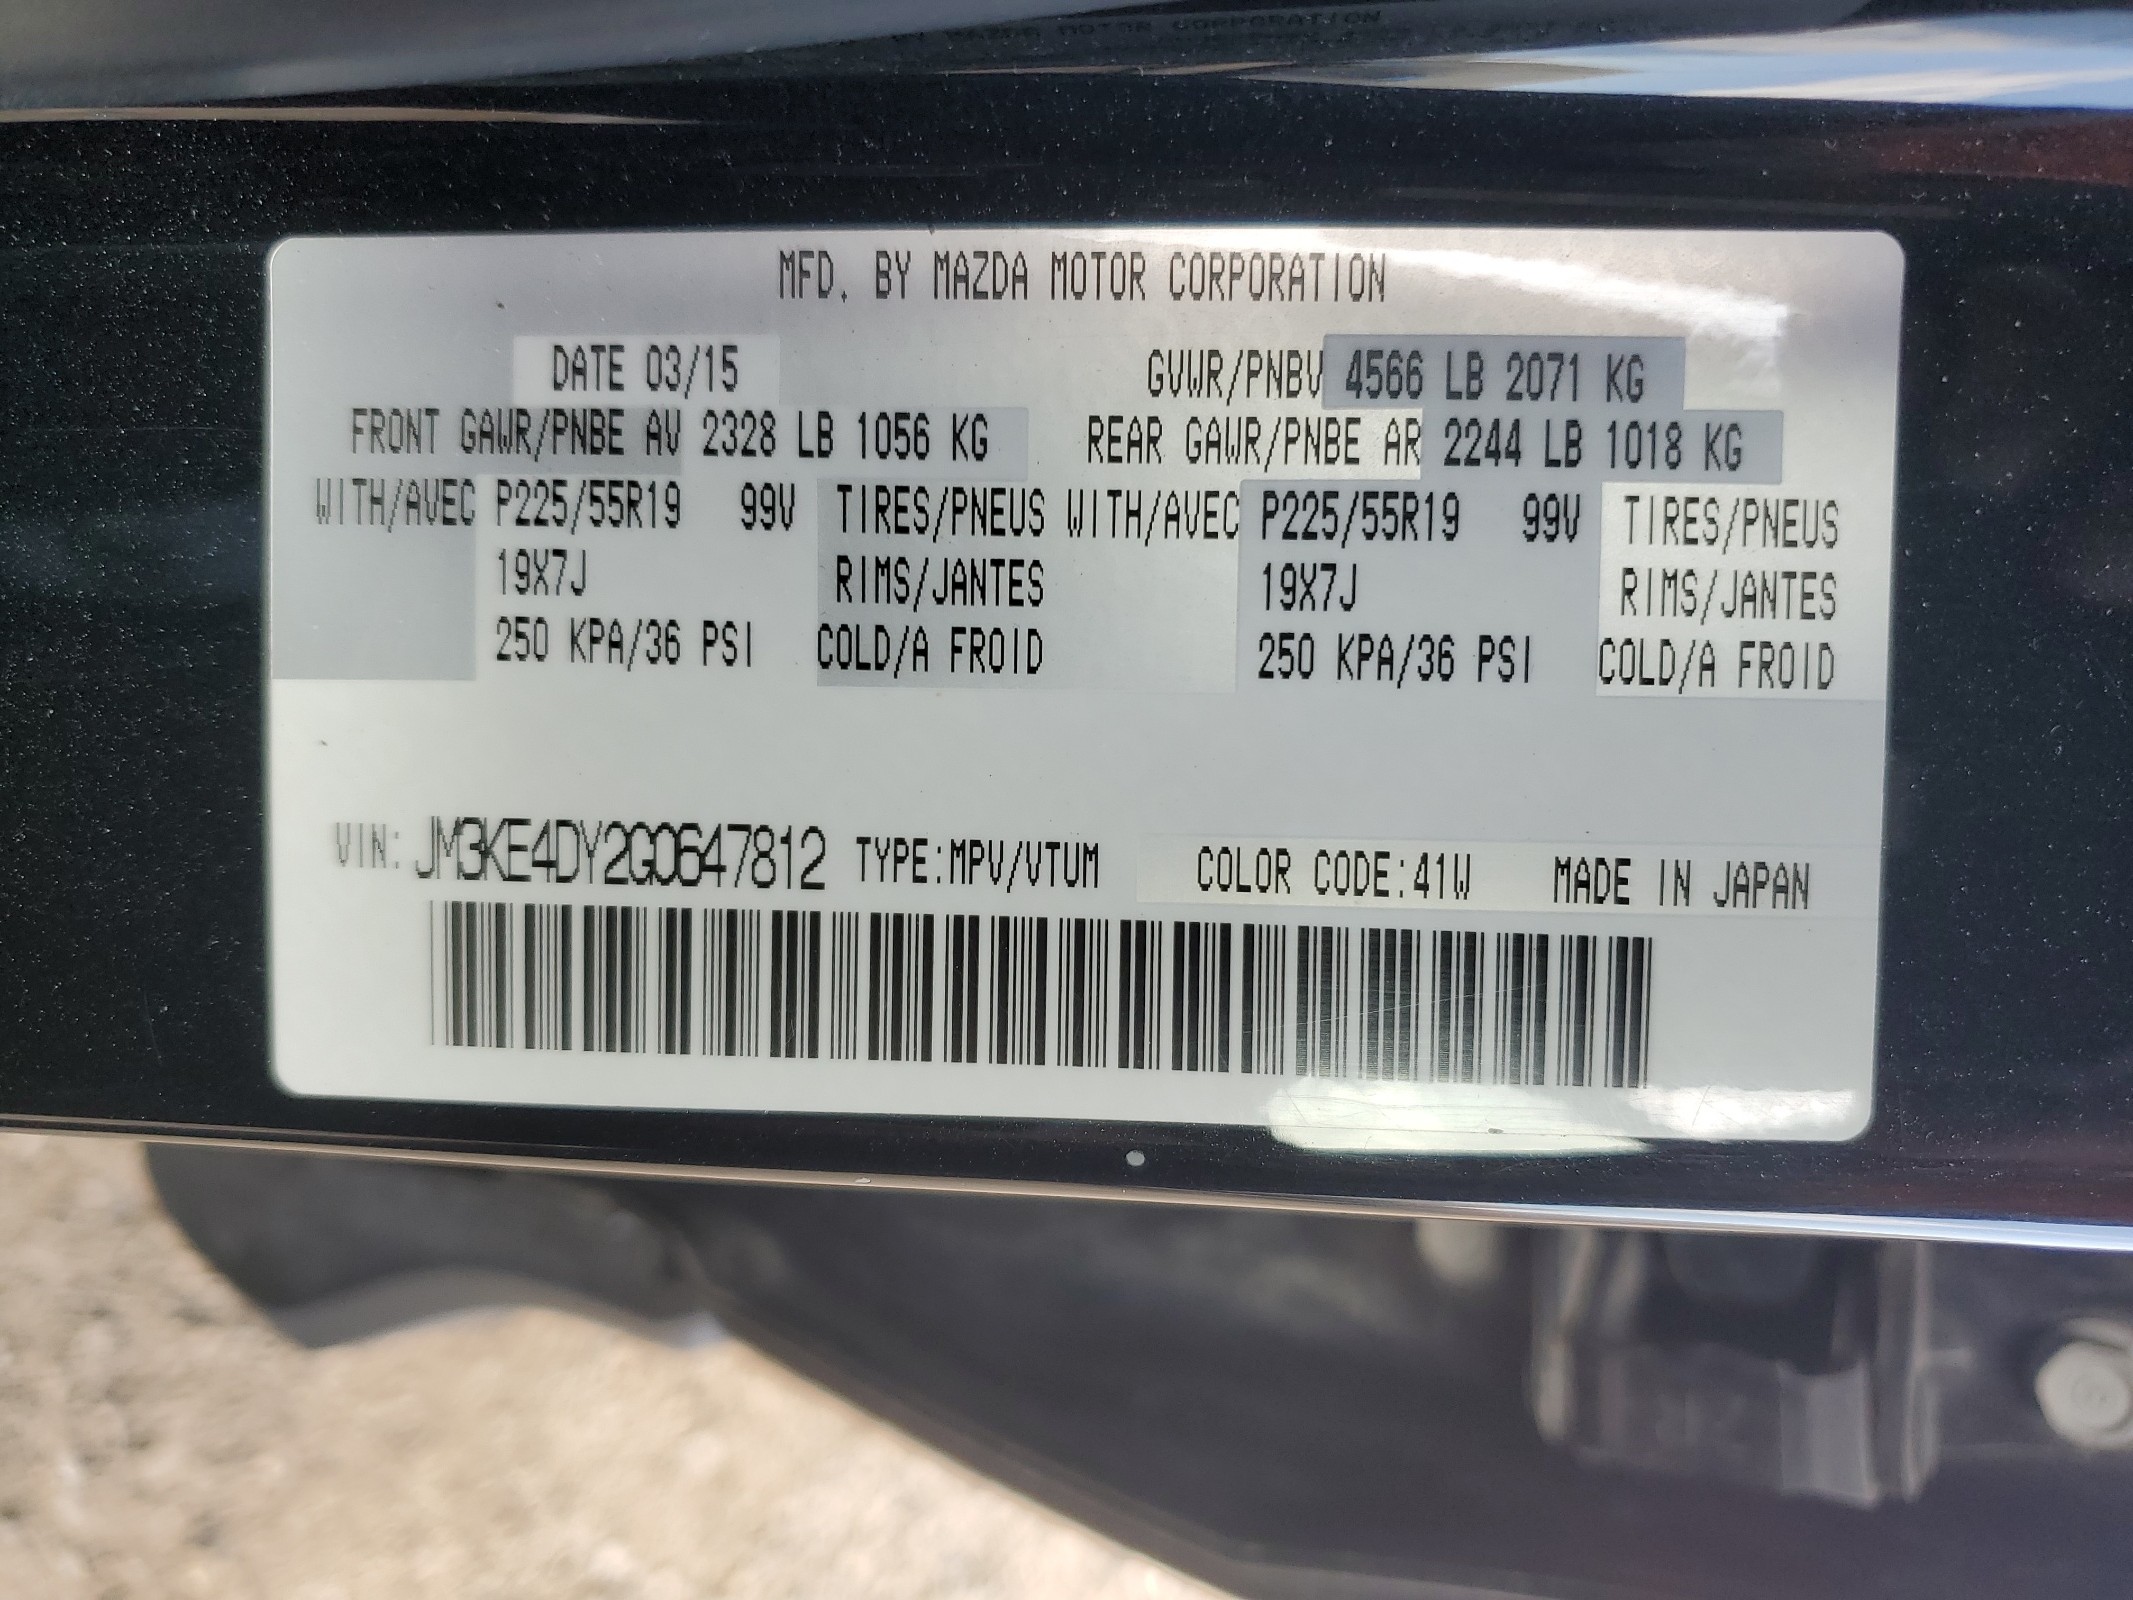 MFD. BY MAZDA MOTOR CORPORATION
DATE 03/15 GVWR/PNBV 4566 LB 2071 KG
FRONT GAWR/PNBE AV 2328 LB 1056 KG REAR GAWR/PNBE AR 2244 LB 1018 KG
WITH/AVEC P225/55R19 99V TIRES/PNEUS WITH/AVEC P225/55R19 99V TIRES/PNEUS
19X7J RIMS/JANTES 19X7J RIMS/JANTES
250 KPA/36 PSI COLD/A FROID 250 KPA/36 PSI COLD/A FROID
VIN: JM3KE4DY2G0647812 TYPE:MPV/VTUM COLOR CODE:41W MADE IN JAPAN